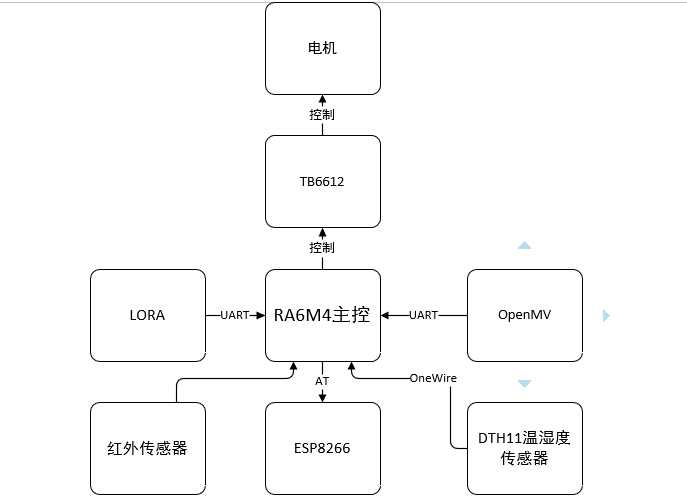 电机
控制
TB6612
控制
LORA
UART
RA6M4主控
UART
OpenMV
AT
OneWire
红外传感器
ESP8266
DTH11温湿度
传感器